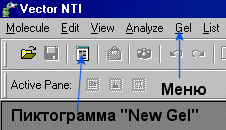 Vector NTI
Molecule Edit View Analyze Gel List
Active Pane:
Меню
Пиктограмма "New Gel"